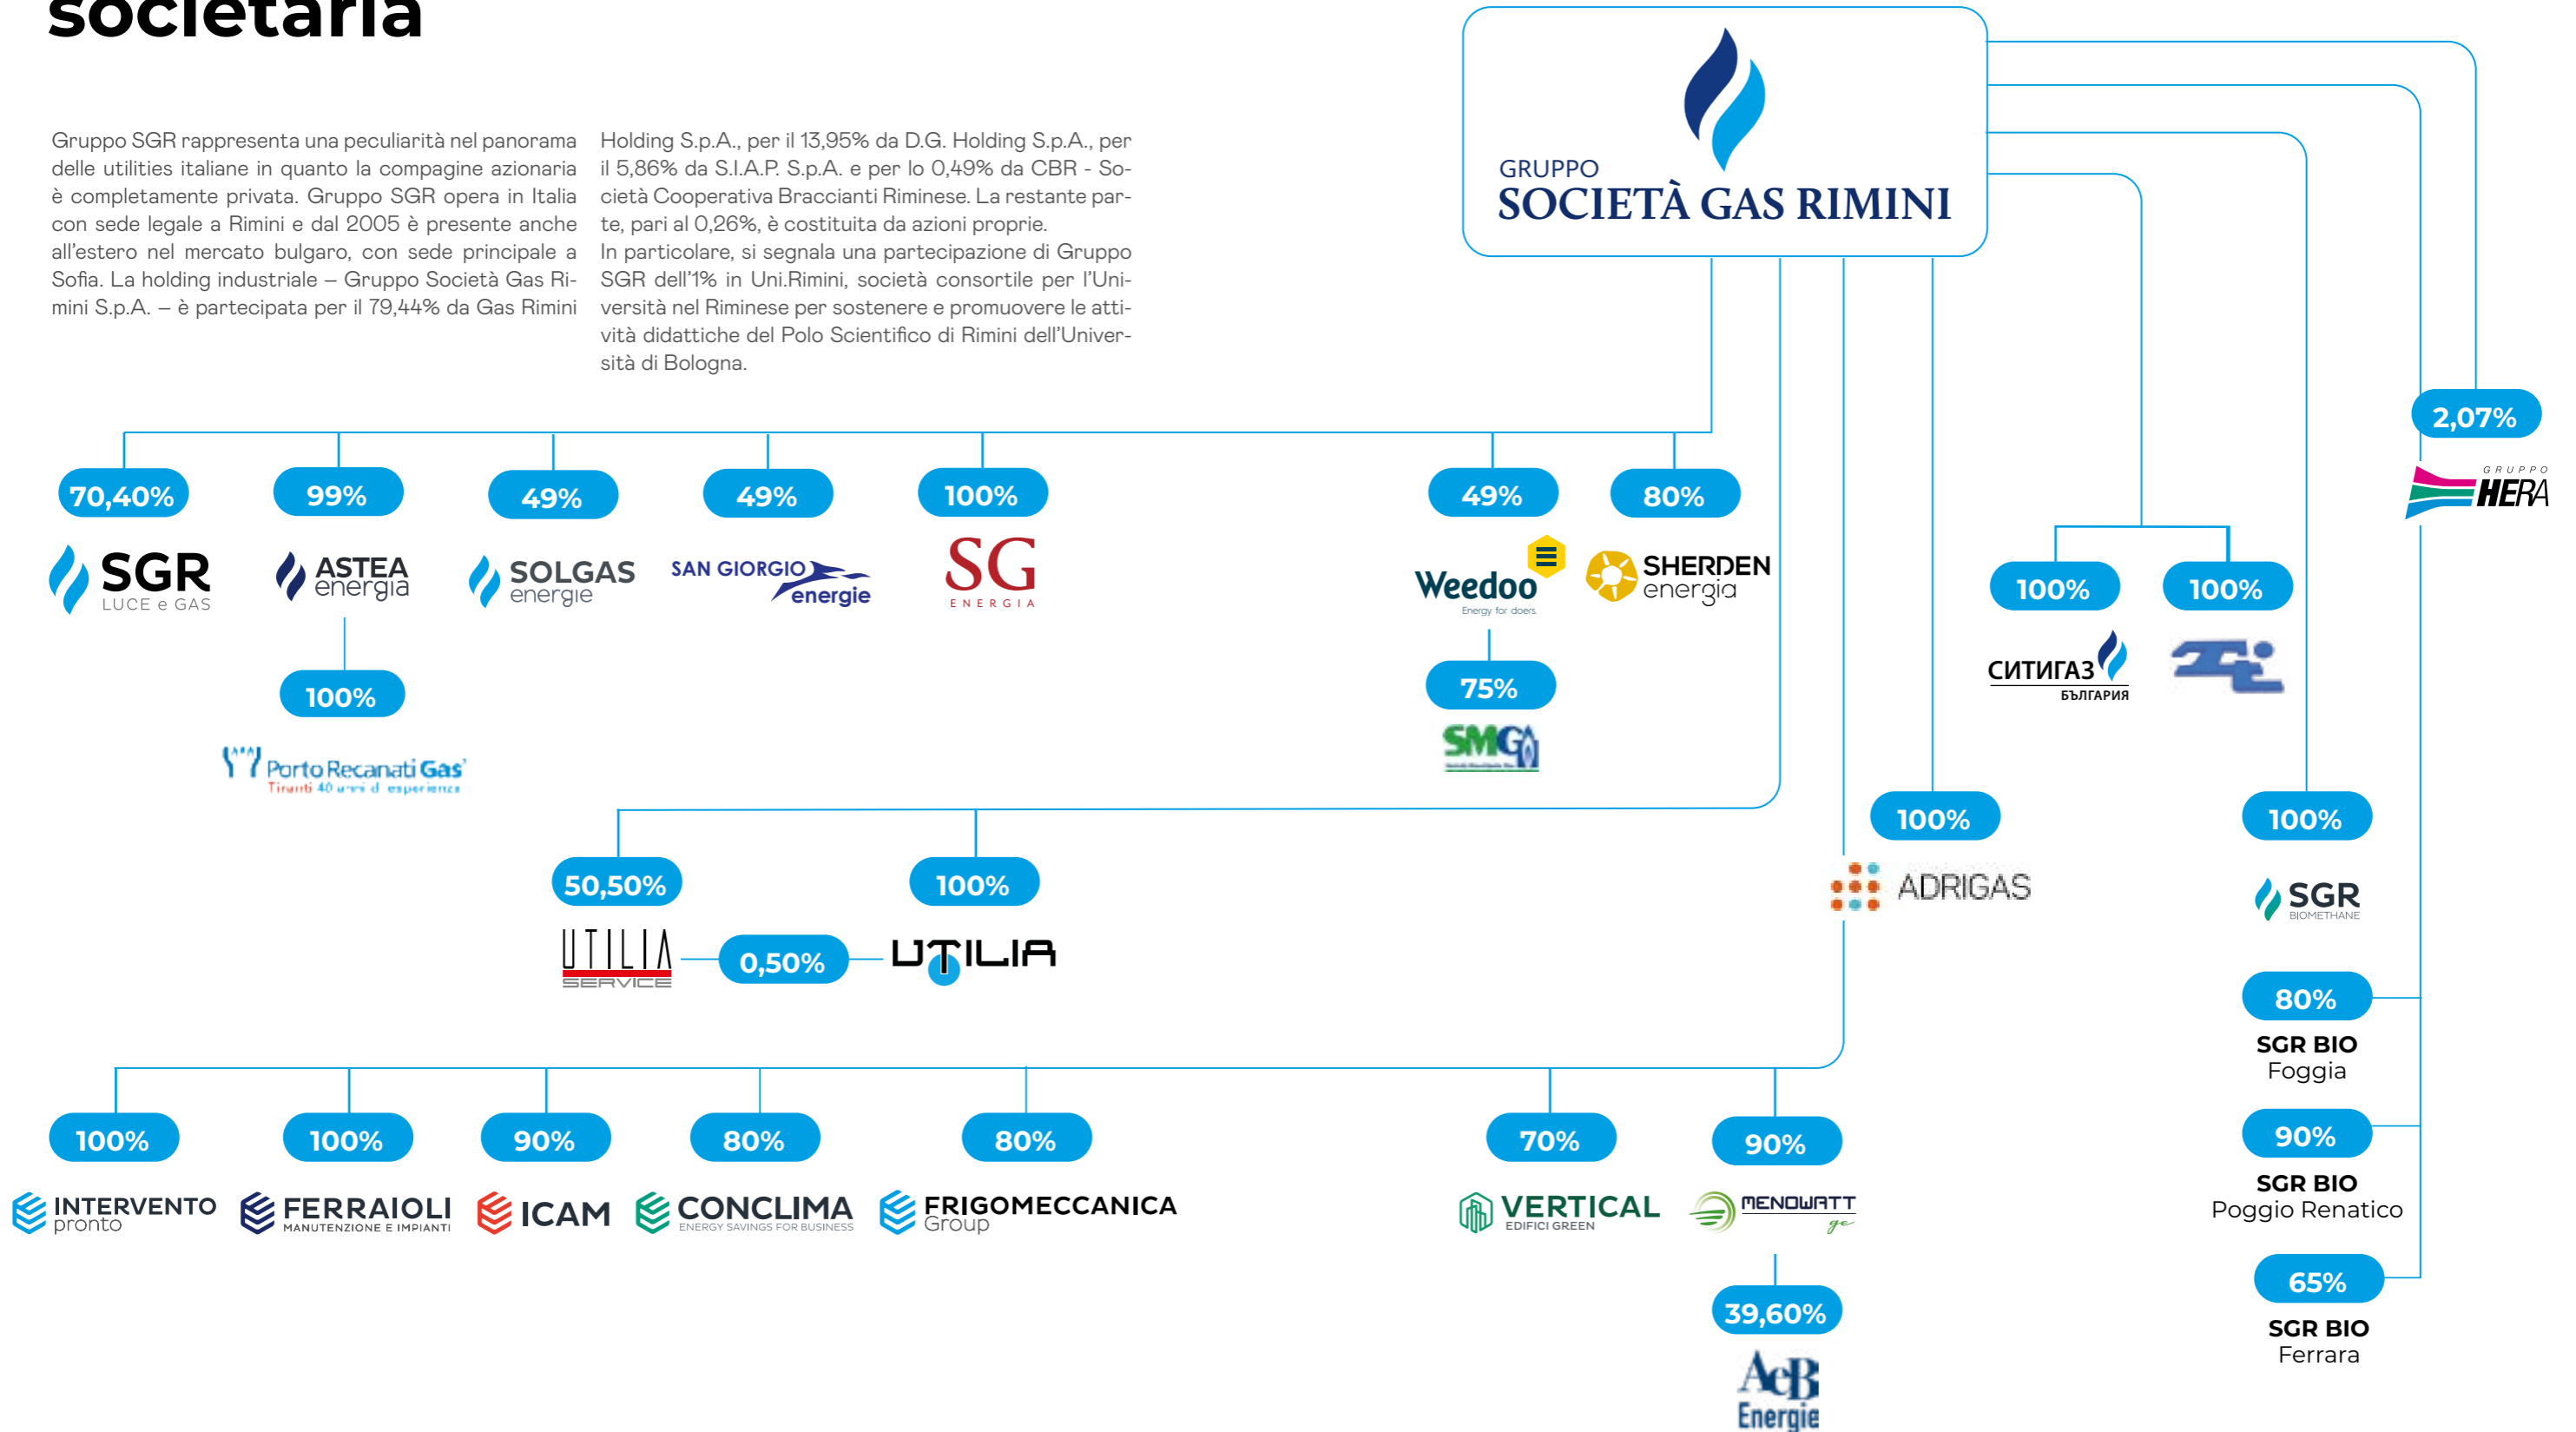 societaria
Gruppo SGR rappresenta una peculiarità nel panorama
delle utilities italiane in quanto la compagine azionaria
è completamente privata. Gruppo SGR opera in Italia
con sede legale a Rimini e dal 2005 è presente anche
all'estero nel mercato bulgaro, con sede principale a
Sofia. La holding industriale – Gruppo Società Gas Ri-
mini S.p.A. – è partecipata per il 79,44% da Gas Rimini
Holding S.p.A., per il 13,95% da D.G. Holding S.p.A., per
il 5,86% da S.I.A.P. S.p.A. e per lo 0,49% da CBR - So-
cietà Cooperativa Braccianti Riminese. La restante par-
te, pari al 0,26%, è costituita da azioni proprie.
In particolare, si segnala una partecipazione di Gruppo
SGR dell'1% in Uni.Rimini, società consortile per l'Uni-
versità nel Riminese per sostenere e promuovere le atti-
vità didattiche del Polo Scientifico di Rimini dell'Univer-
sità di Bologna.
GRUPPO
SOCIETÀ GAS RIMINI
2,07%
GRUPPO
HERA
70,40%
SGR
LUCE e GAS
99%
ASTEA
energia
100%
Porto Recanati Gas
Tiranti 40 anni d esperienza
49%
SOLGAS
energie
49%
SAN GIORGIO
energie
100%
SG
ENERGIA
49%
Weedoo
Energy for doers.
75%
SMG
80%
SHERDEN
energia
100%
СИТИГАЗ
БЪЛГАРИЯ
100%
50,50%
UTILIA
SERVICE
0,50%
100%
UTILIA
100%
ADRIGAS
100%
SGR
BIOMETHANE
80%
SGR BIO
Foggia
90%
SGR BIO
Poggio Renatico
65%
SGR BIO
Ferrara
100%
INTERVENTO
pronto
100%
FERRAIOLI
MANUTENZIONE E IMPIANTI
90%
ICAM
80%
CONCLIMA
ENERGY SAVINGS FOR BUSINESS
80%
FRIGOMECCANICA
Group
70%
VERTICAL
EDIFICI GREEN
90%
MENOWATT
ge
39,60%
AeB
Energie